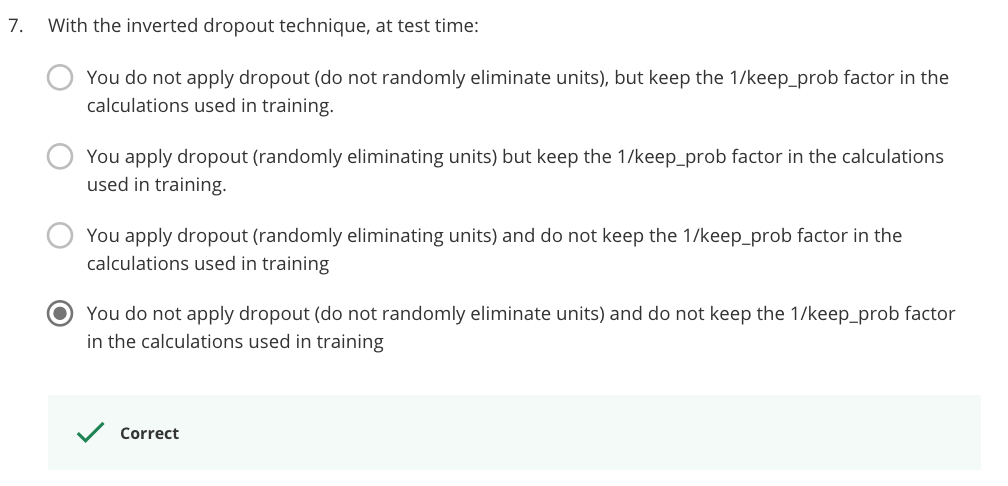 7. With the inverted dropout technique, at test time:
You do not apply dropout (do not randomly eliminate units), but keep the 1/keep_prob factor in the
calculations used in training.
You apply dropout (randomly eliminating units) but keep the 1/keep_prob factor in the calculations
used in training.
You apply dropout (randomly eliminating units) and do not keep the 1/keep_prob factor in the
calculations used in training
You do not apply dropout (do not randomly eliminate units) and do not keep the 1/keep_prob factor
in the calculations used in training
Correct